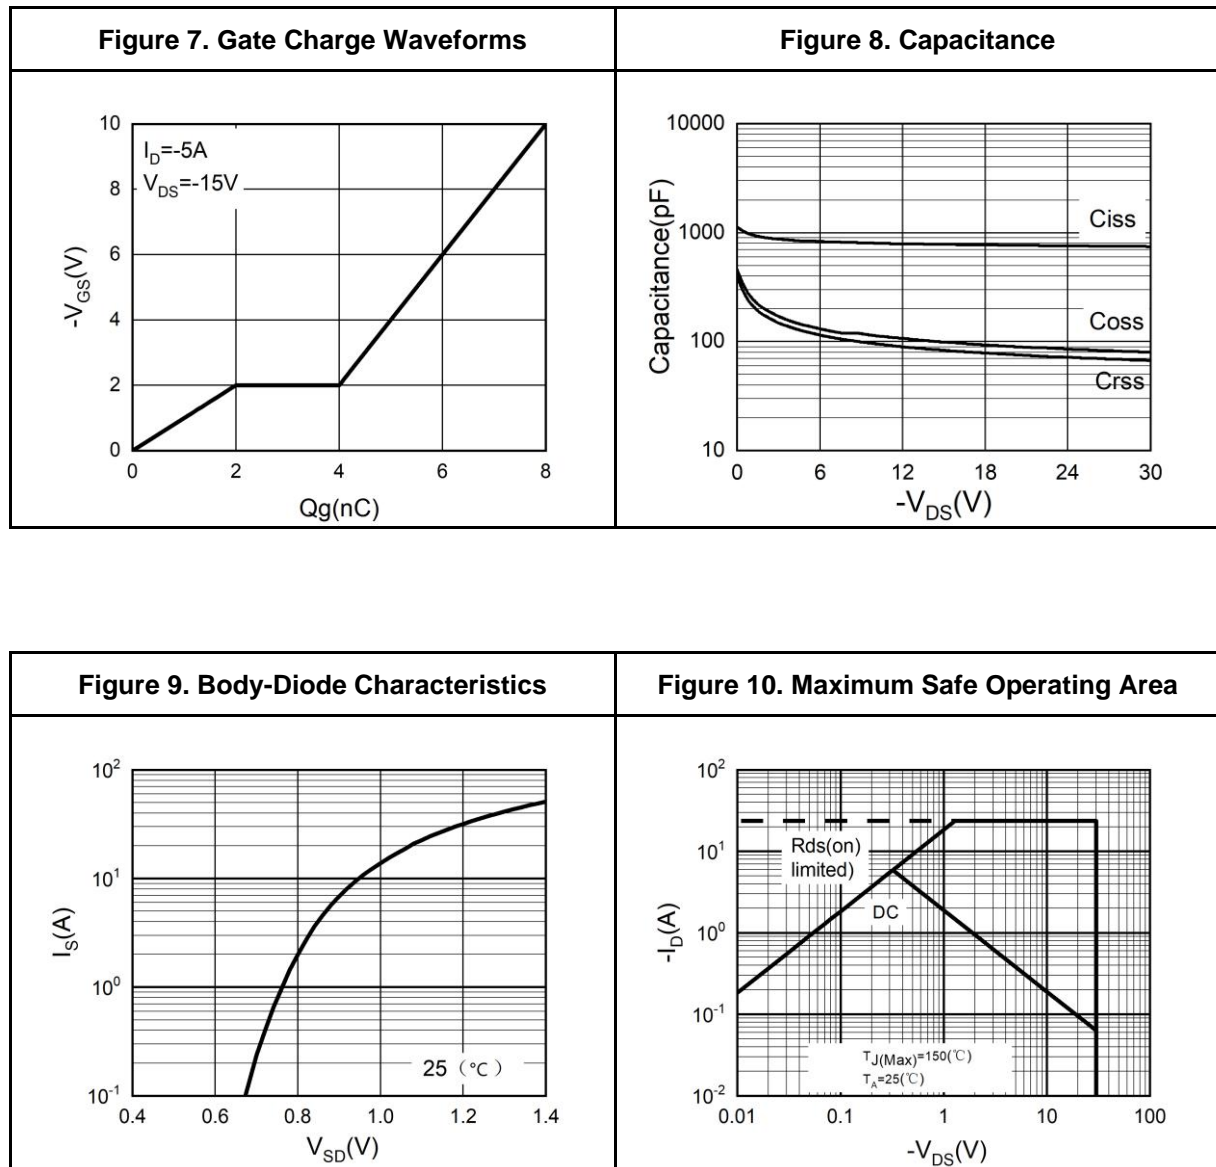 Figure 7. Gate Charge Waveforms
Figure 8. Capacitance
10
8
6
4
2
0
I_D=-5A
V_DS=-15V
-V_GS(V)
0 2 4 6 8
Qg(nC)
10000
1000
100
10
Capacitance(pF)
Ciss
Coss
Crss
0 6 12 18 24 30
-V_DS(V)
Figure 9. Body-Diode Characteristics
Figure 10. Maximum Safe Operating Area
10^2
10^1
10^0
10^-1
I_S(A)
25（℃）
0.4 0.6 0.8 1.0 1.2 1.4
V_SD(V)
10^2
10^1
10^0
10^-1
10^-2
-I_D(A)
Rds(on)
limited)
DC
T_J(Max)=150(℃)
T_A=25(℃)
0.01 0.1 1 10 100
-V_DS(V)